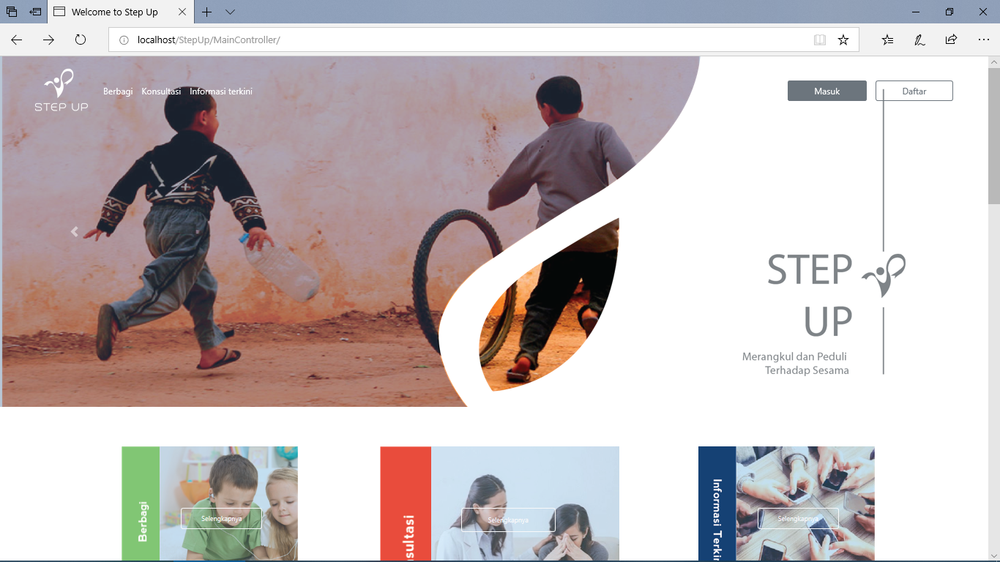 Welcome to Step Up
localhost/StepUp/MainController/
STEP UP
Berbagi Konsultasi Informasi terkini
Masuk Daftar
STEP
UP
Merangkul dan Peduli
Terhadap Sesama
Berbagi
Selengkapnya
sultasi
Selengkapnya
Informasi Terkin
Selengkapnya